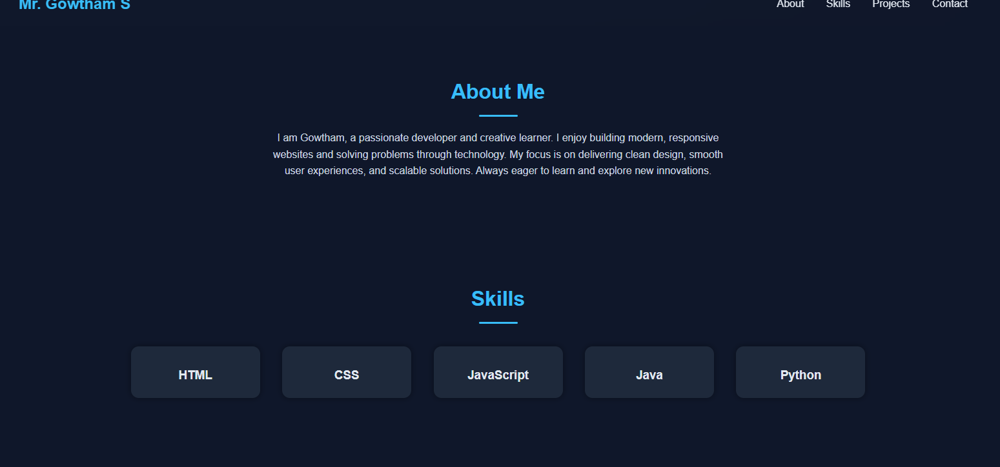 Mr. Gowtham S
About Skills Projects Contact
About Me
I am Gowtham, a passionate developer and creative learner. I enjoy building modern, responsive
websites and solving problems through technology. My focus is on delivering clean design, smooth
user experiences, and scalable solutions. Always eager to learn and explore new innovations.
Skills
HTML CSS JavaScript Java Python